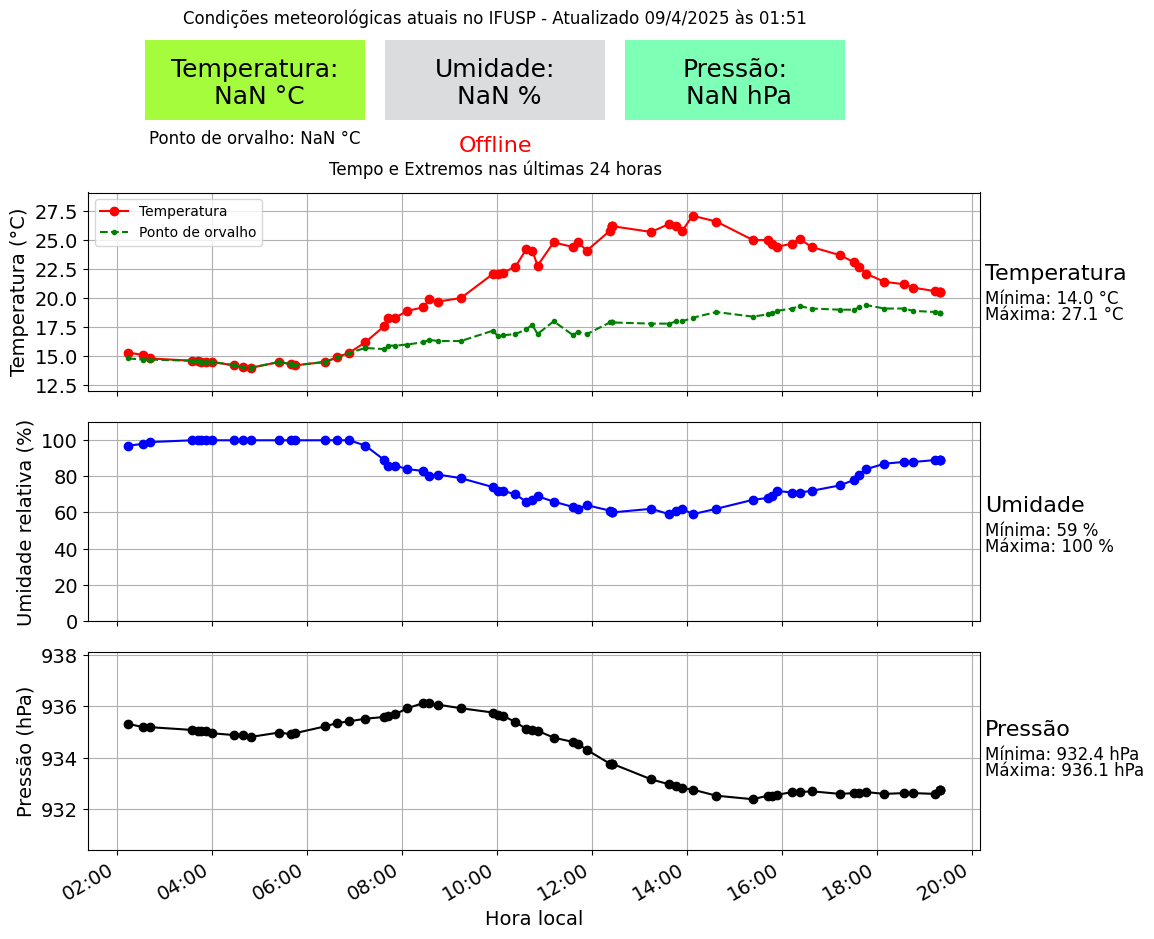 Condições meteorológicas atuais no IFUSP - Atualizado 09/4/2025 às 01:51
Temperatura:
NaN °C
Umidade:
NaN %
Pressão:
NaN hPa
Ponto de orvalho: NaN °C
Offline
Tempo e Extremos nas últimas 24 horas
Temperatura (°C)
27.5
25.0
22.5
20.0
17.5
15.0
12.5
Temperatura
Ponto de orvalho
Temperatura
Mínima: 14.0 °C
Máxima: 27.1 °C
Umidade relativa (%)
100
80
60
40
20
0
Umidade
Mínima: 59 %
Máxima: 100 %
Pressão (hPa)
938
936
934
932
Pressão
Mínima: 932.4 hPa
Máxima: 936.1 hPa
02:00
04:00
06:00
08:00
10:00
12:00
14:00
16:00
18:00
20:00
Hora local